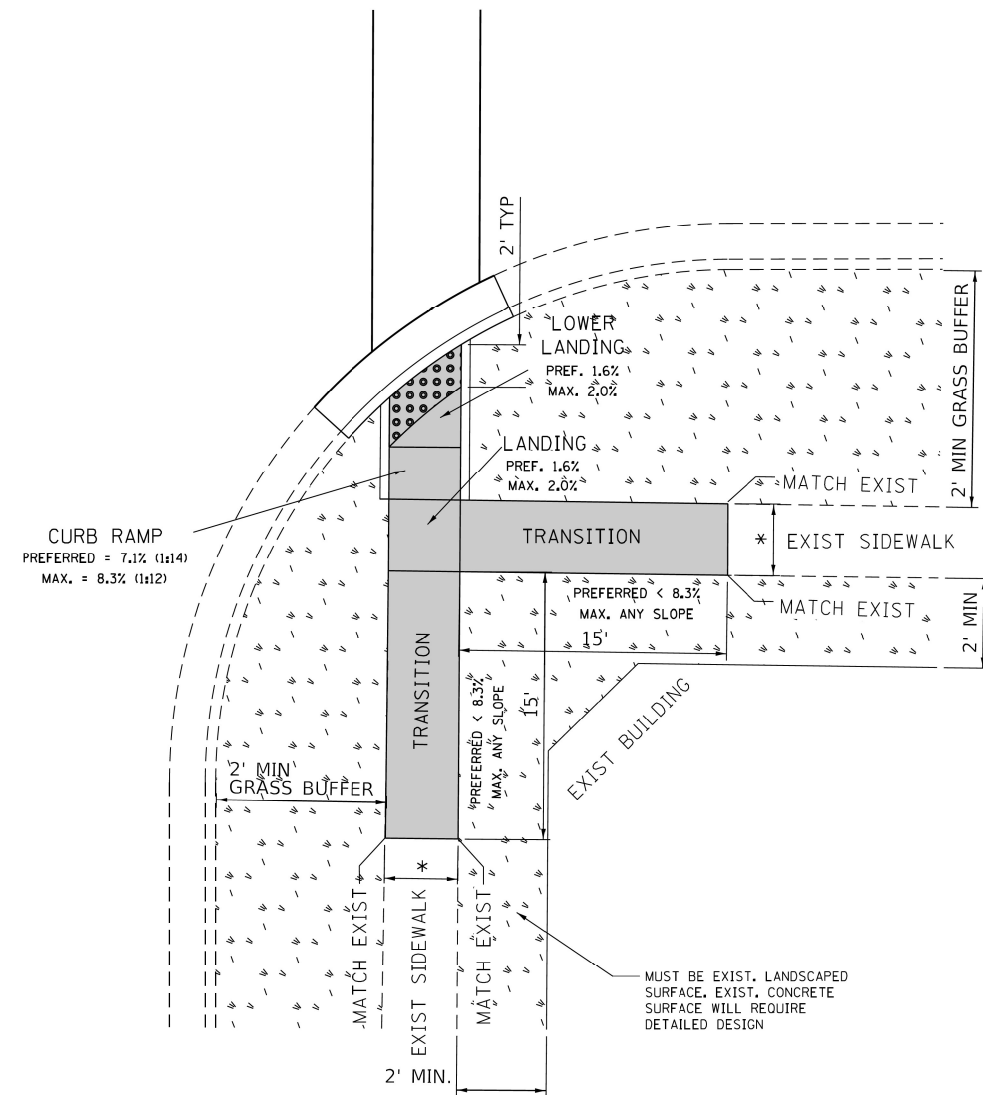 2' TYP
LOWER
LANDING
PREF. 1.6%
MAX. 2.0%
LANDING
PREF. 1.6%
MAX. 2.0%
2' MIN GRASS BUFFER
MATCH EXIST
CURB RAMP
PREFERRED = 7.1% (1:14)
MAX. = 8.3% (1:12)
TRANSITION
* EXIST SIDEWALK
PREFERRED < 8.3%
MAX. ANY SLOPE
MATCH EXIST
15'
2' MIN
TRANSITION
PREFERRED < 8.3%
MAX. ANY SLOPE
15'
EXIST BUILDING
2' MIN
GRASS BUFFER
*
MATCH EXIST
EXIST SIDEWALK
MATCH EXIST
MUST BE EXIST. LANDSCAPED
SURFACE. EXIST. CONCRETE
SURFACE WILL REQUIRE
DETAILED DESIGN
2' MIN.